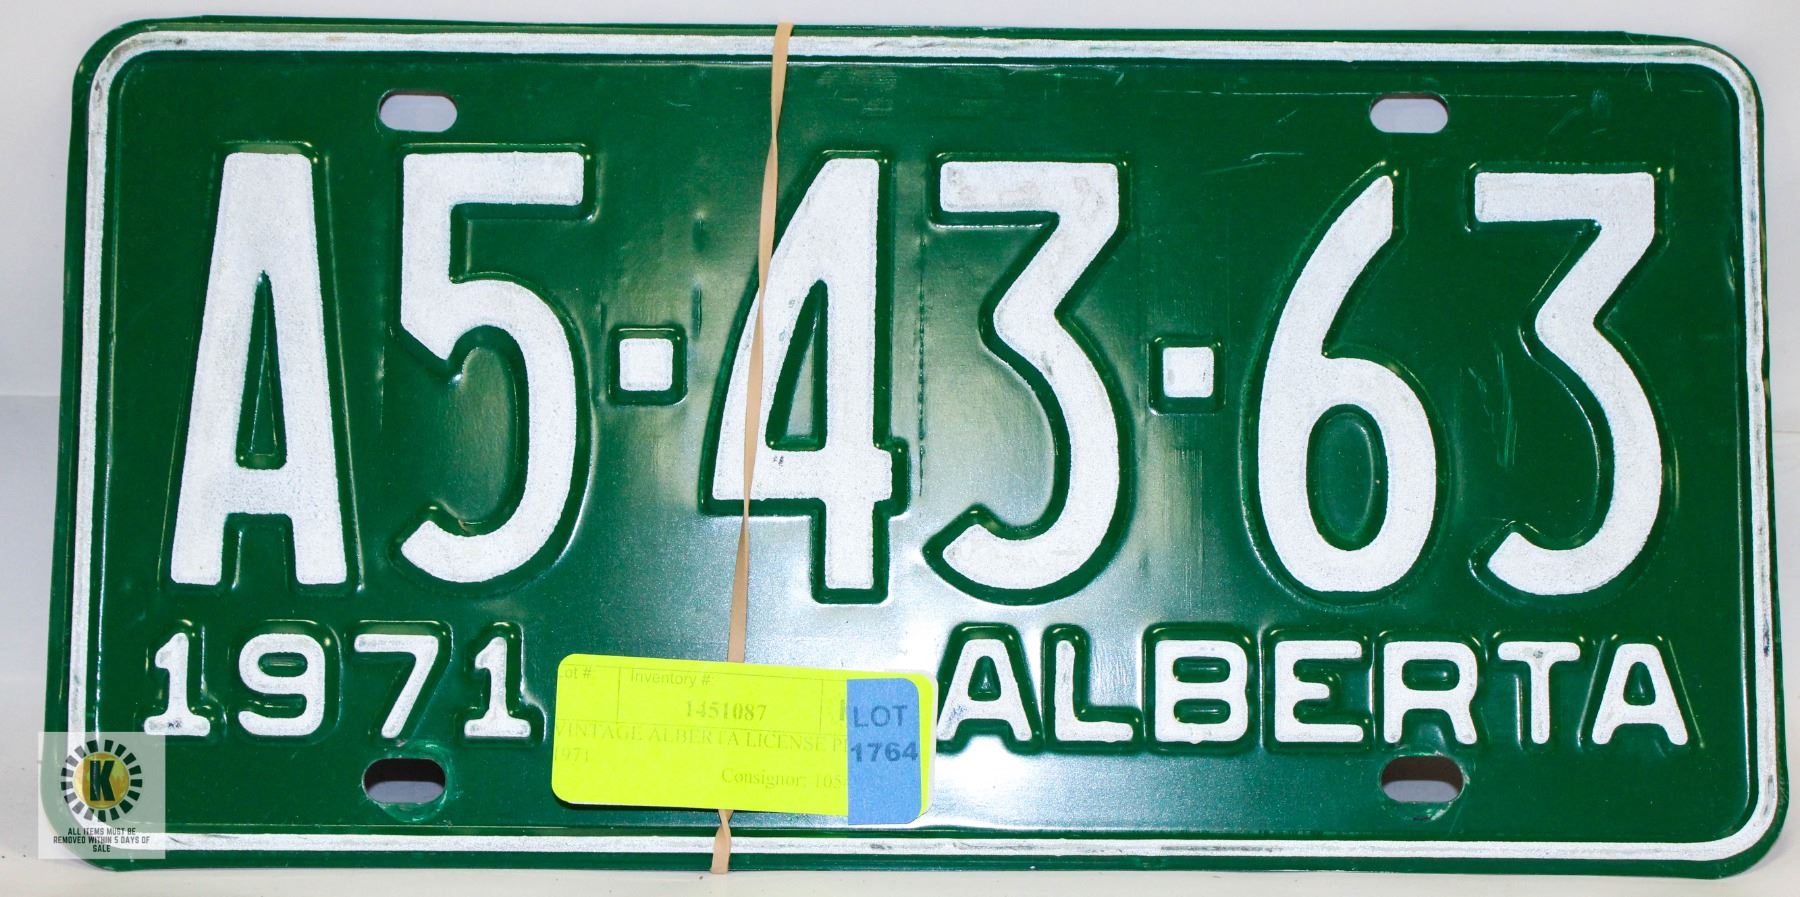 A5·43·63
1971 ALBERTA
Lot # Inventory #
1451087
VINTAGE ALBERTA LICENSE
1971
Consignor:
LOT
1764
K
ALL ITEMS MUST BE
REMOVED WITHIN 5 DAYS OF
SALE